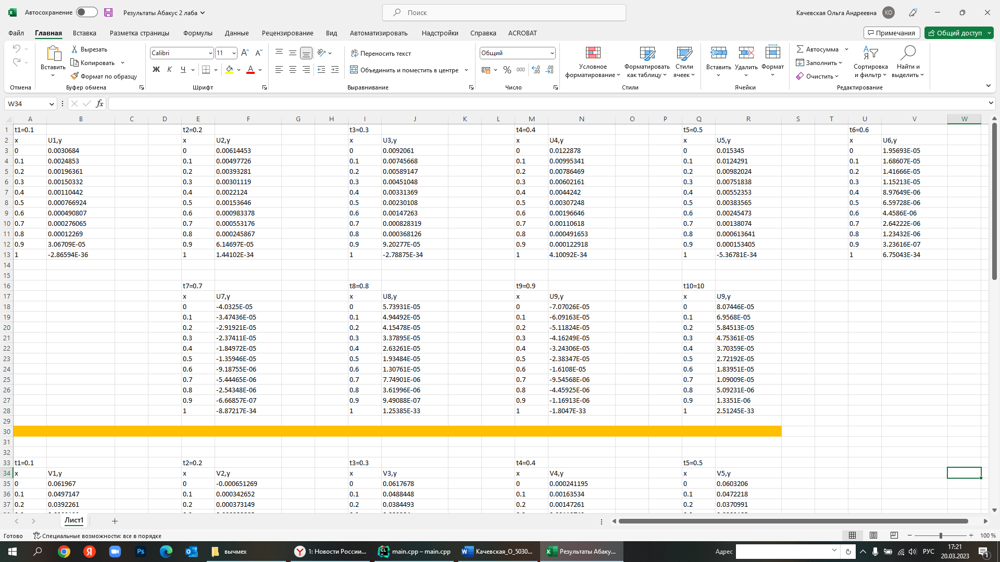 Автосохранение Результаты Абакус 2 лаба Поиск Качевская Ольга Андреевна КО
Файл Главная Вставка Разметка страницы Формулы Данные Рецензирование Вид Автоматизировать Надстройки Справка ACROBAT Примечания Общий доступ
Вставить Вырезать Копировать Формат по образцу
Calibri 11 Ж К Ч А
Переносить текст
Объединить и поместить в центре
Общий
% 000
Условное форматирование Форматировать как таблицу Стили ячеек
Вставить Удалить Формат
Автосумма Заполнить Очистить
Сортировка и фильтр Найти и выделить
Отмена Буфер обмена Шрифт Выравнивание Число Стили Ячейки Редактирование
W34 fx
A B C D E F G H I J K L M N O P Q R S T U V W
1 t1=0.1 t2=0.2 t3=0.3 t4=0.4 t5=0.5 t6=0.6
2 x U1,y x U2,y x U3,y x U4,y x U5,y x U6,y
3 0 0.0030684 0 0.00614453 0 0.0092061 0 0.0122878 0 0.015345 0 1.95693E-05
4 0.1 0.0024853 0.1 0.00497726 0.1 0.00745668 0.1 0.00995341 0.1 0.0124291 0.1 1.68607E-05
5 0.2 0.00196361 0.2 0.00393281 0.2 0.00589147 0.2 0.00786469 0.2 0.00982024 0.2 1.41666E-05
6 0.3 0.00150332 0.3 0.00301119 0.3 0.00451048 0.3 0.00602161 0.3 0.00751838 0.3 1.15213E-05
7 0.4 0.00110442 0.4 0.0022124 0.4 0.00331369 0.4 0.0044242 0.4 0.00552353 0.4 8.97649E-06
8 0.5 0.000766924 0.5 0.00153646 0.5 0.00230108 0.5 0.00307248 0.5 0.00383565 0.5 6.59728E-06
9 0.6 0.000490807 0.6 0.000983378 0.6 0.00147263 0.6 0.00196646 0.6 0.00245473 0.6 4.4586E-06
10 0.7 0.000276065 0.7 0.000553176 0.7 0.000828319 0.7 0.00110618 0.7 0.00138074 0.7 2.64222E-06
11 0.8 0.00012269 0.8 0.000245867 0.8 0.000368126 0.8 0.000491653 0.8 0.000613641 0.8 1.23432E-06
12 0.9 3.06709E-05 0.9 6.14697E-05 0.9 9.20277E-05 0.9 0.000122918 0.9 0.000153405 0.9 3.23616E-07
13 1 -2.86594E-36 1 1.44102E-34 1 -2.78875E-34 1 4.10092E-34 1 -5.36781E-34 1 6.75043E-34
14
15
16 t7=0.7 t8=0.8 t9=0.9 t10=10
17 x U7,y x U8,y x U9,y x U9,y
18 0 -4.0325E-05 0 5.73931E-05 0 -7.07026E-05 0 8.07446E-05
19 0.1 -3.47436E-05 0.1 4.94492E-05 0.1 -6.09163E-05 0.1 6.9568E-05
20 0.2 -2.91921E-05 0.2 4.15478E-05 0.2 -5.11824E-05 0.2 5.84513E-05
21 0.3 -2.37411E-05 0.3 3.37895E-05 0.3 -4.16249E-05 0.3 4.75361E-05
22 0.4 -1.84972E-05 0.4 2.63261E-05 0.4 -3.24306E-05 0.4 3.70359E-05
23 0.5 -1.35946E-05 0.5 1.93484E-05 0.5 -2.38347E-05 0.5 2.72192E-05
24 0.6 -9.18755E-06 0.6 1.30761E-05 0.6 -1.6108E-05 0.6 1.83951E-05
25 0.7 -5.44465E-06 0.7 7.74901E-06 0.7 -9.54568E-06 0.7 1.09009E-05
26 0.8 -2.54348E-06 0.8 3.61996E-06 0.8 -4.45925E-06 0.8 5.09231E-06
27 0.9 -6.66857E-07 0.9 9.49088E-07 0.9 -1.16913E-06 0.9 1.3351E-06
28 1 -8.87217E-34 1 1.25385E-33 1 -1.8047E-33 1 2.51245E-33
29
30
31
32
33 t1=0.1 t2=0.2 t3=0.3 t4=0.4 t5=0.5
34 x V1,y x V2,y x V3,y x V4,y x V5,y
35 0 0.061967 0 -0.000651269 0 0.0617678 0 0.000241195 0 0.0603206
36 0.1 0.0497147 0.1 0.000342652 0.1 0.0488448 0.1 0.00163534 0.1 0.0472218
37 0.2 0.0392261 0.2 0.000373149 0.2 0.0384493 0.2 0.00147261 0.2 0.0370991
Лист1
Готово Специальные возможности: все в порядке 100 %
вычмех 1: Новости России... main.cpp – main.cpp Качевская_О_5030... Результаты Абаку... Адрес РУС 17:21
20.03.2023